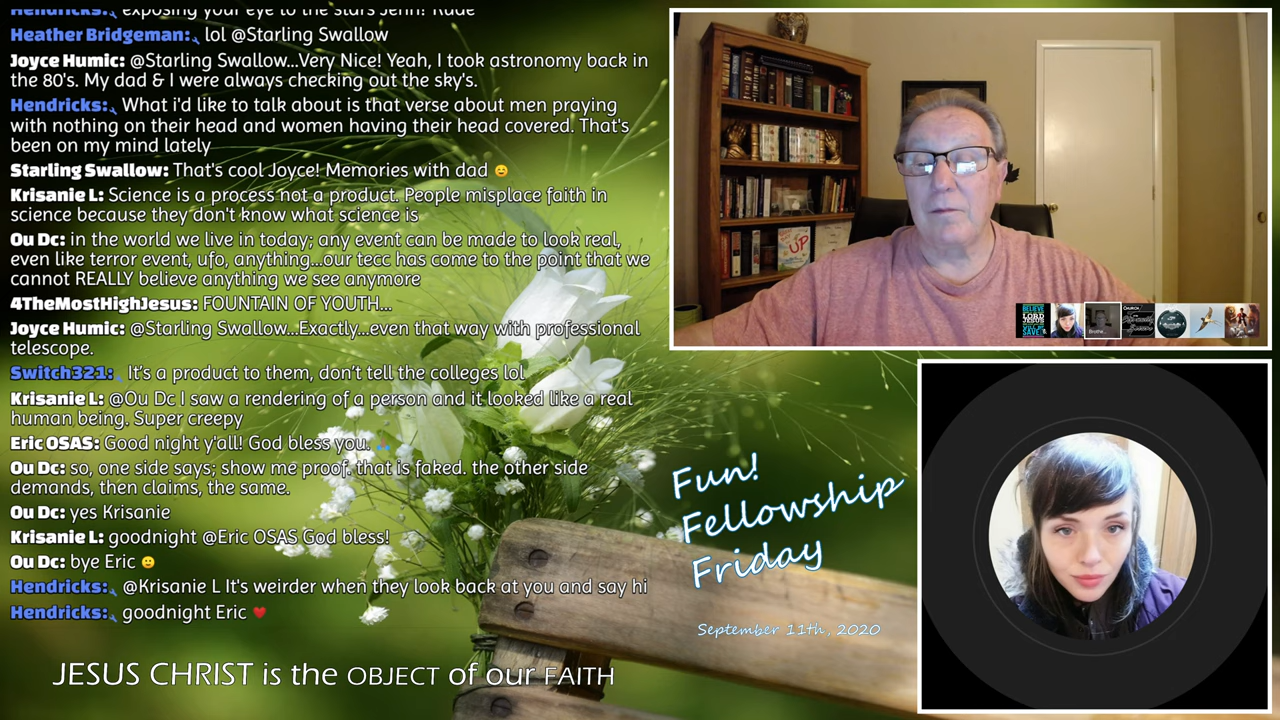 Hendricks: exposing your eye to the stars Jenn! Rude
Heather Bridgeman: lol @Starling Swallow
Joyce Humic: @Starling Swallow...Very Nice! Yeah, I took astronomy back in
the 80's. My dad & I were always checking out the sky's.
Hendricks: What i'd like to talk about is that verse about men praying
with nothing on their head and women having their head covered. That's
been on my mind lately
Starling Swallow: That's cool Joyce! Memories with dad 😊
Krisanie L: Science is a process not a product. People misplace faith in
science because they don't know what science is
Ou Dc: in the world we live in today; any event can be made to look real,
even like terror event, ufo, anything...our tecc has come to the point that we
cannot REALLY believe anything we see anymore
4TheMostHighJesus: FOUNTAIN OF YOUTH...
Joyce Humic: @Starling Swallow...Exactly...even that way with professional
telescope.
Switch321: It's a product to them, don't tell the colleges lol
Krisanie L: @Ou Dc I saw a rendering of a person and it looked like a real
human being. Super creepy
Eric OSAS: Good night y'all! God bless you. 🙏
Ou Dc: so, one side says; show me proof. that is faked. the other side
demands, then claims, the same.
Ou Dc: yes Krisanie
Krisanie L: goodnight @Eric OSAS God bless!
Ou Dc: bye Eric 🙂
Hendricks: @Krisanie L It's weirder when they look back at you and say hi
Hendricks: goodnight Eric ♥
JESUS CHRIST is the OBJECT of our FAITH
UP
BELIEVE
LORD
JESUS
SAVE
Brothe...
CHURCH
Fun!
Fellowship
Friday
September 11th, 2020